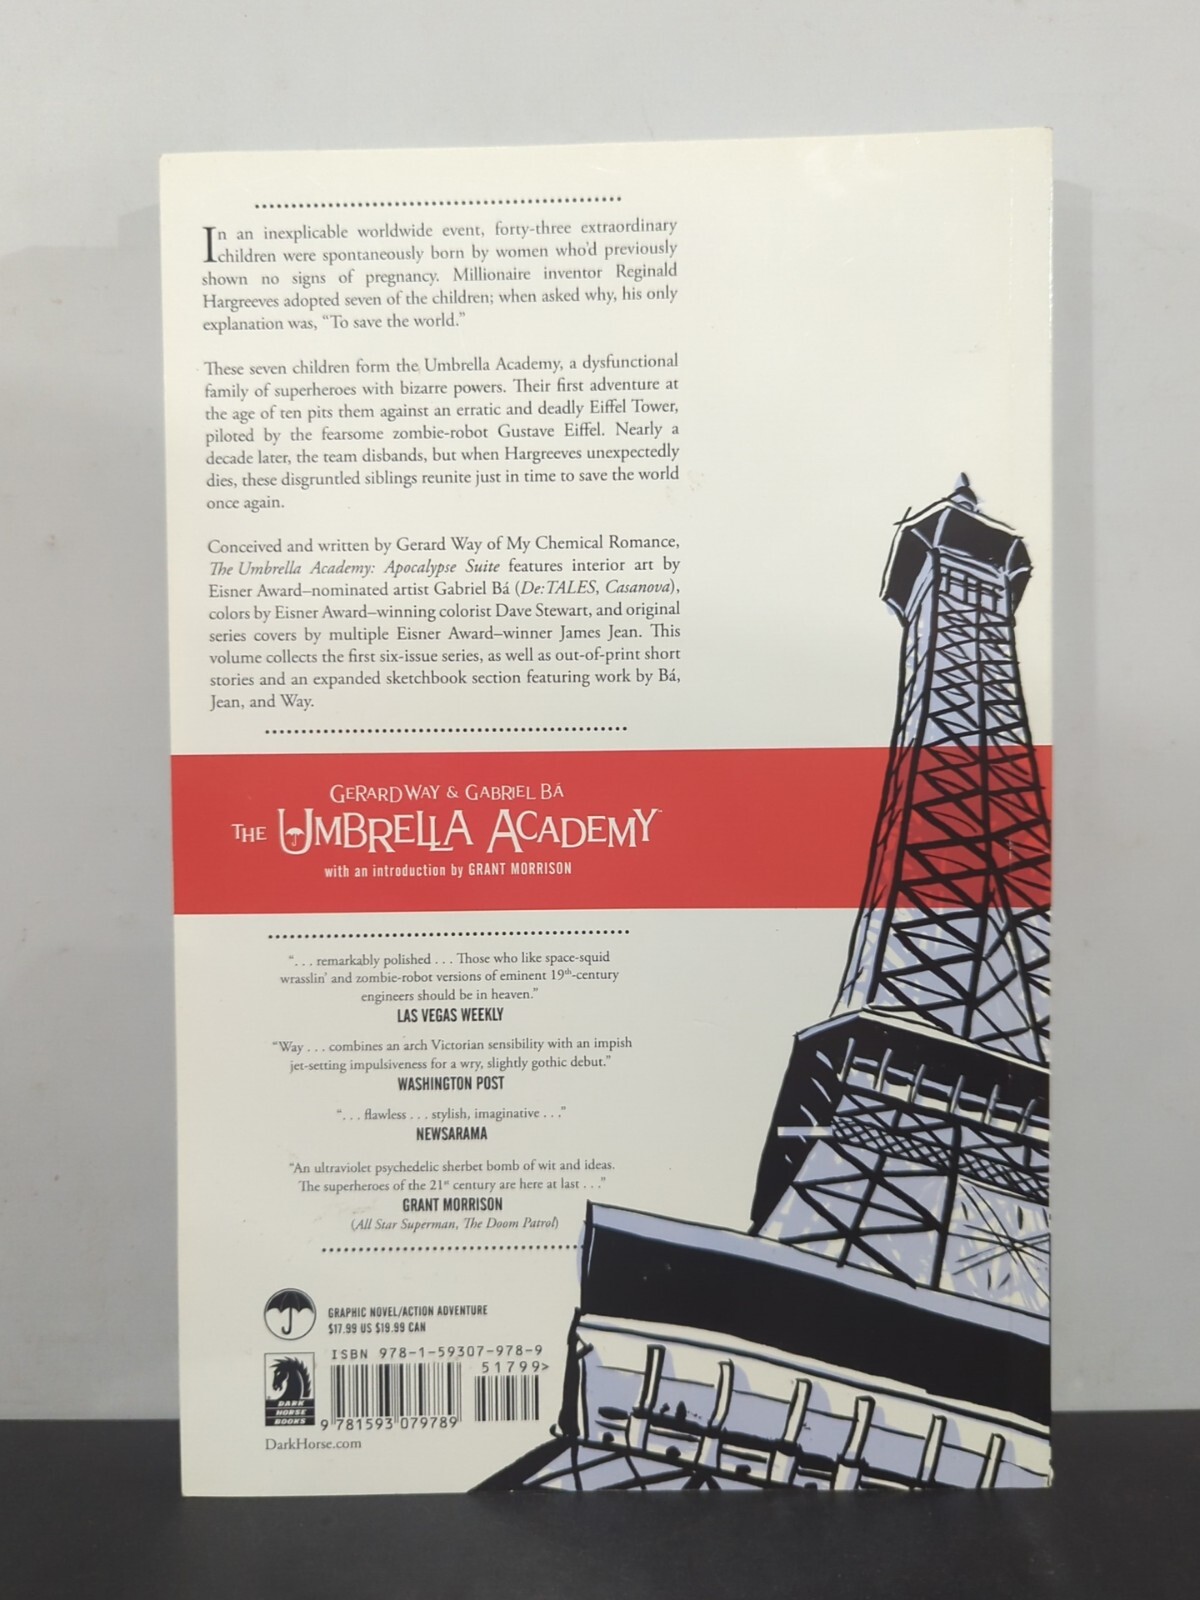 In an inexplicable worldwide event, forty-three extraordinary
children were spontaneously born by women who'd previously
shown no signs of pregnancy. Millionaire inventor Reginald
Hargreeves adopted seven of the children; when asked why, his only
explanation was, “To save the world.”
These seven children form the Umbrella Academy, a dysfunctional
family of superheroes with bizarre powers. Their first adventure at
the age of ten pits them against an erratic and deadly Eiffel Tower,
piloted by the fearsome zombie-robot Gustave Eiffel. Nearly a
decade later, the team disbands, but when Hargreeves unexpectedly
dies, these disgruntled siblings reunite just in time to save the world
once again.
Conceived and written by Gerard Way of My Chemical Romance,
The Umbrella Academy: Apocalypse Suite features interior art by
Eisner Award–nominated artist Gabriel Bá (De:TALES, Casanova),
colors by Eisner Award–winning colorist Dave Stewart, and original
series covers by multiple Eisner Award–winner James Jean. This
volume collects the first six-issue series, as well as out-of-print short
stories and an expanded sketchbook section featuring work by Bá,
Jean, and Way.
GERARD WAY & GABRIEL BÁ
THE UMBRELLA ACADEMY™
with an introduction by GRANT MORRISON
“. . . remarkably polished . . . Those who like space-squid
wrasslin’ and zombie-robot versions of eminent 19th-century
engineers should be in heaven.”
LAS VEGAS WEEKLY
“Way . . . combines an arch Victorian sensibility with an impish
jet-setting impulsiveness for a wry, slightly gothic debut.”
WASHINGTON POST
“. . . flawless . . . stylish, imaginative . . .”
NEWSARAMA
“An ultraviolet psychedelic sherbet bomb of wit and ideas.
The superheroes of the 21st century are here at last . . .”
GRANT MORRISON
(All Star Superman, The Doom Patrol)
GRAPHIC NOVEL/ACTION ADVENTURE
$17.99 US $19.99 CAN
ISBN 978-1-59307-978-9
51799>
9 781593 079789
DARK
HORSE
BOOKS
DarkHorse.com